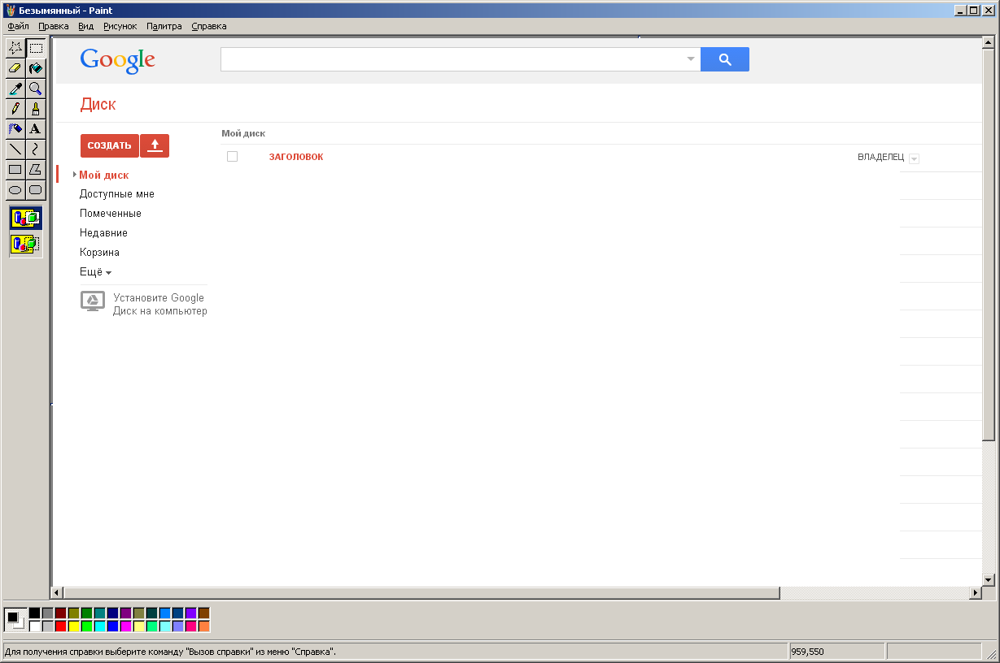 Безымянный - Paint
Файл Правка Вид Рисунок Палитра Справка
Google
Диск
Мой диск
СОЗДАТЬ
ЗАГОЛОВОК ВЛАДЕЛЕЦ
Мой диск
Доступные мне
Помеченные
Недавние
Корзина
Ещё
Установите Google
Диск на компьютер
Для получения справки выберите команду "Вызов справки" из меню "Справка". 959,550